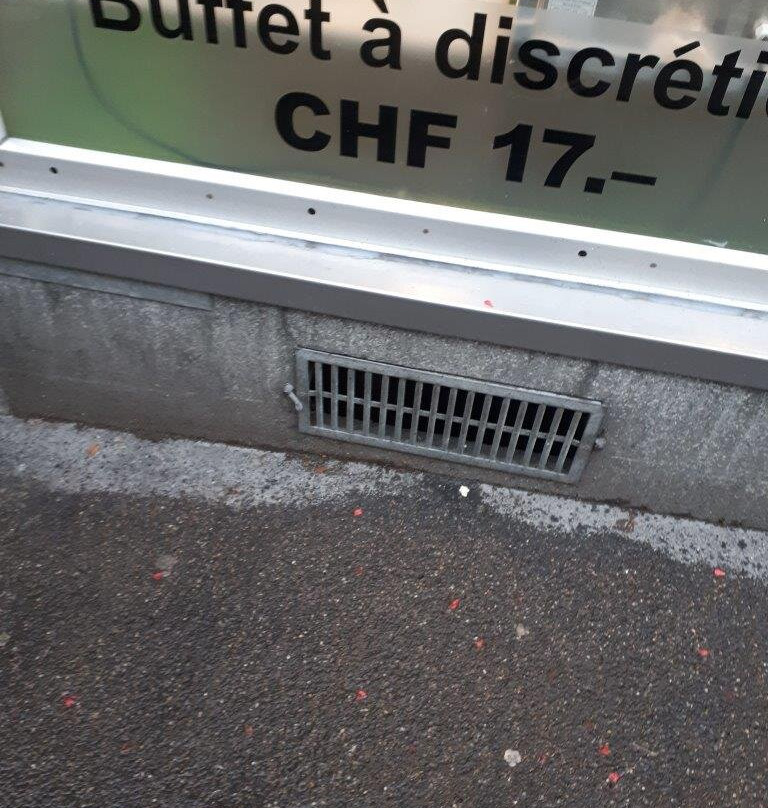 Buffet à discréti
CHF 17.–